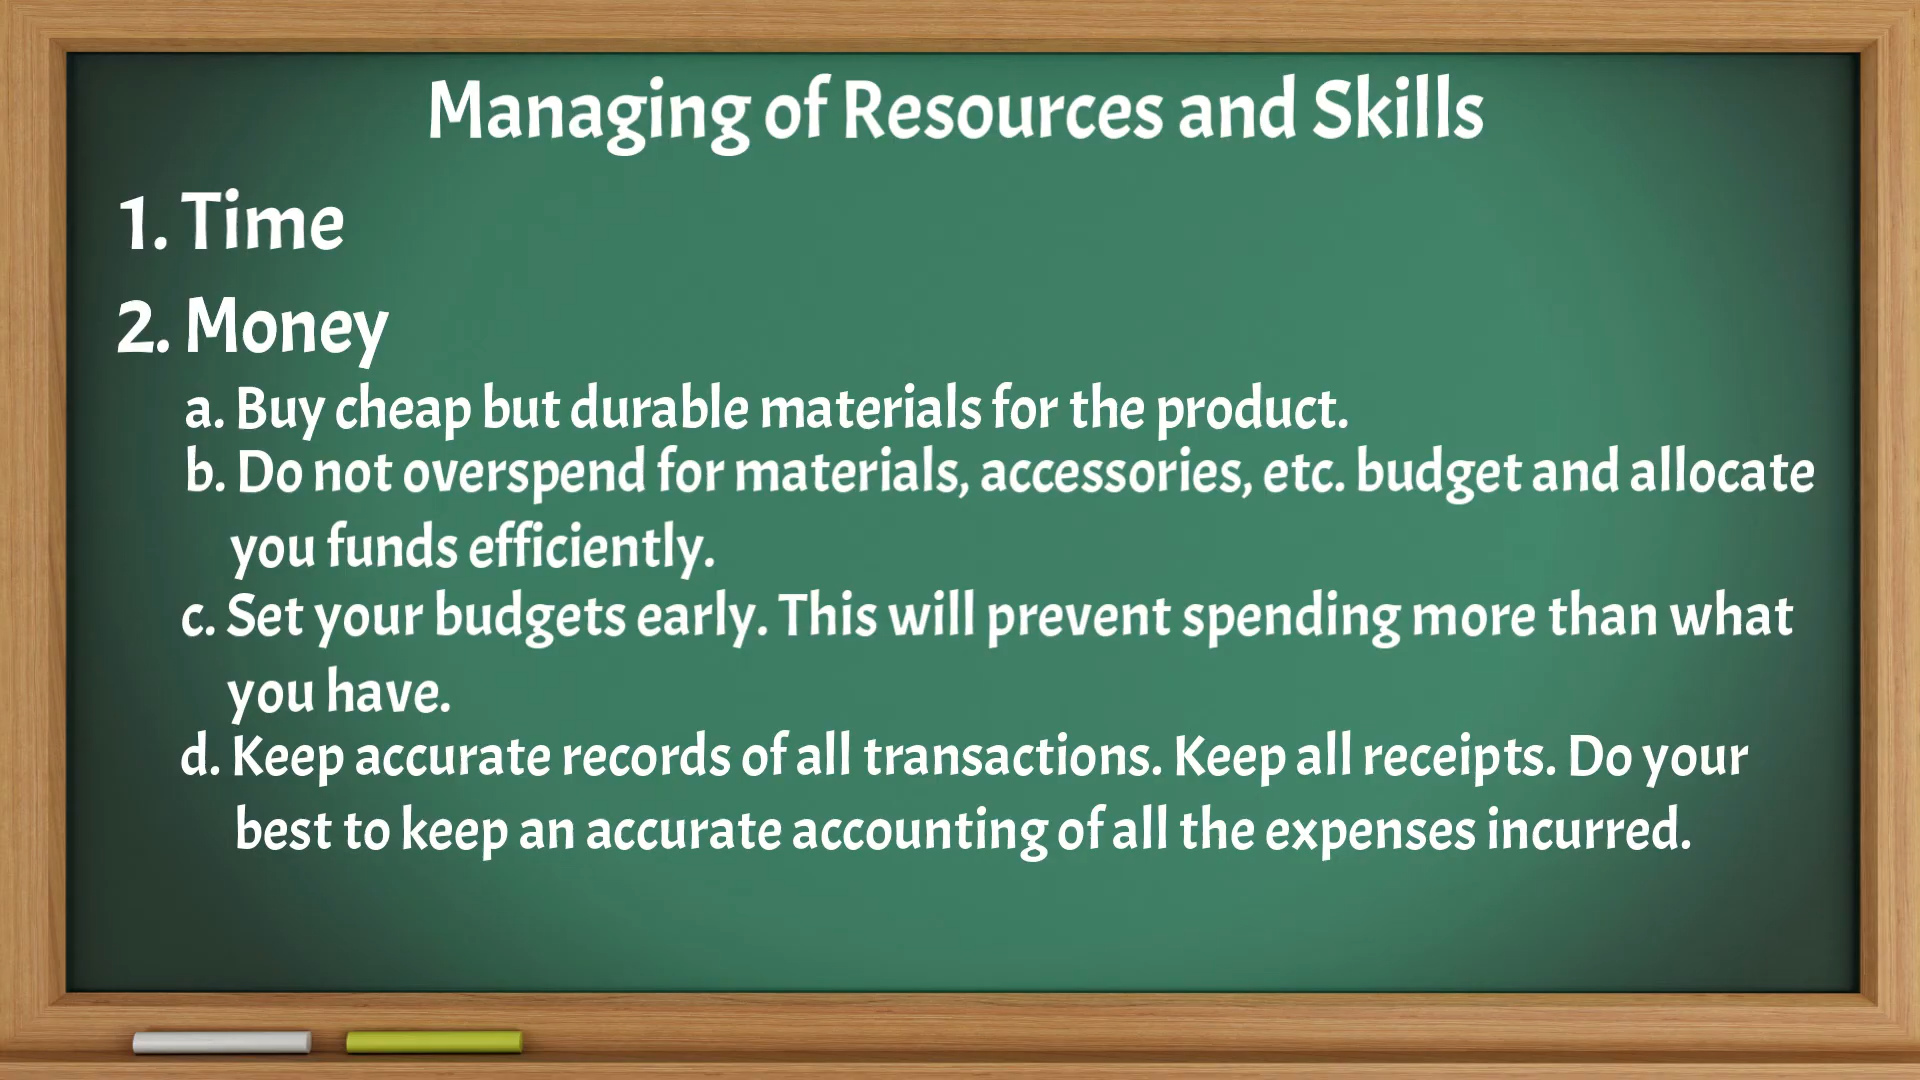 Managing of Resources and Skills
1. Time
2. Money
a. Buy cheap but durable materials for the product.
b. Do not overspend for materials, accessories, etc. budget and allocate
you funds efficiently.
c. Set your budgets early. This will prevent spending more than what
you have.
d. Keep accurate records of all transactions. Keep all receipts. Do your
best to keep an accurate accounting of all the expenses incurred.